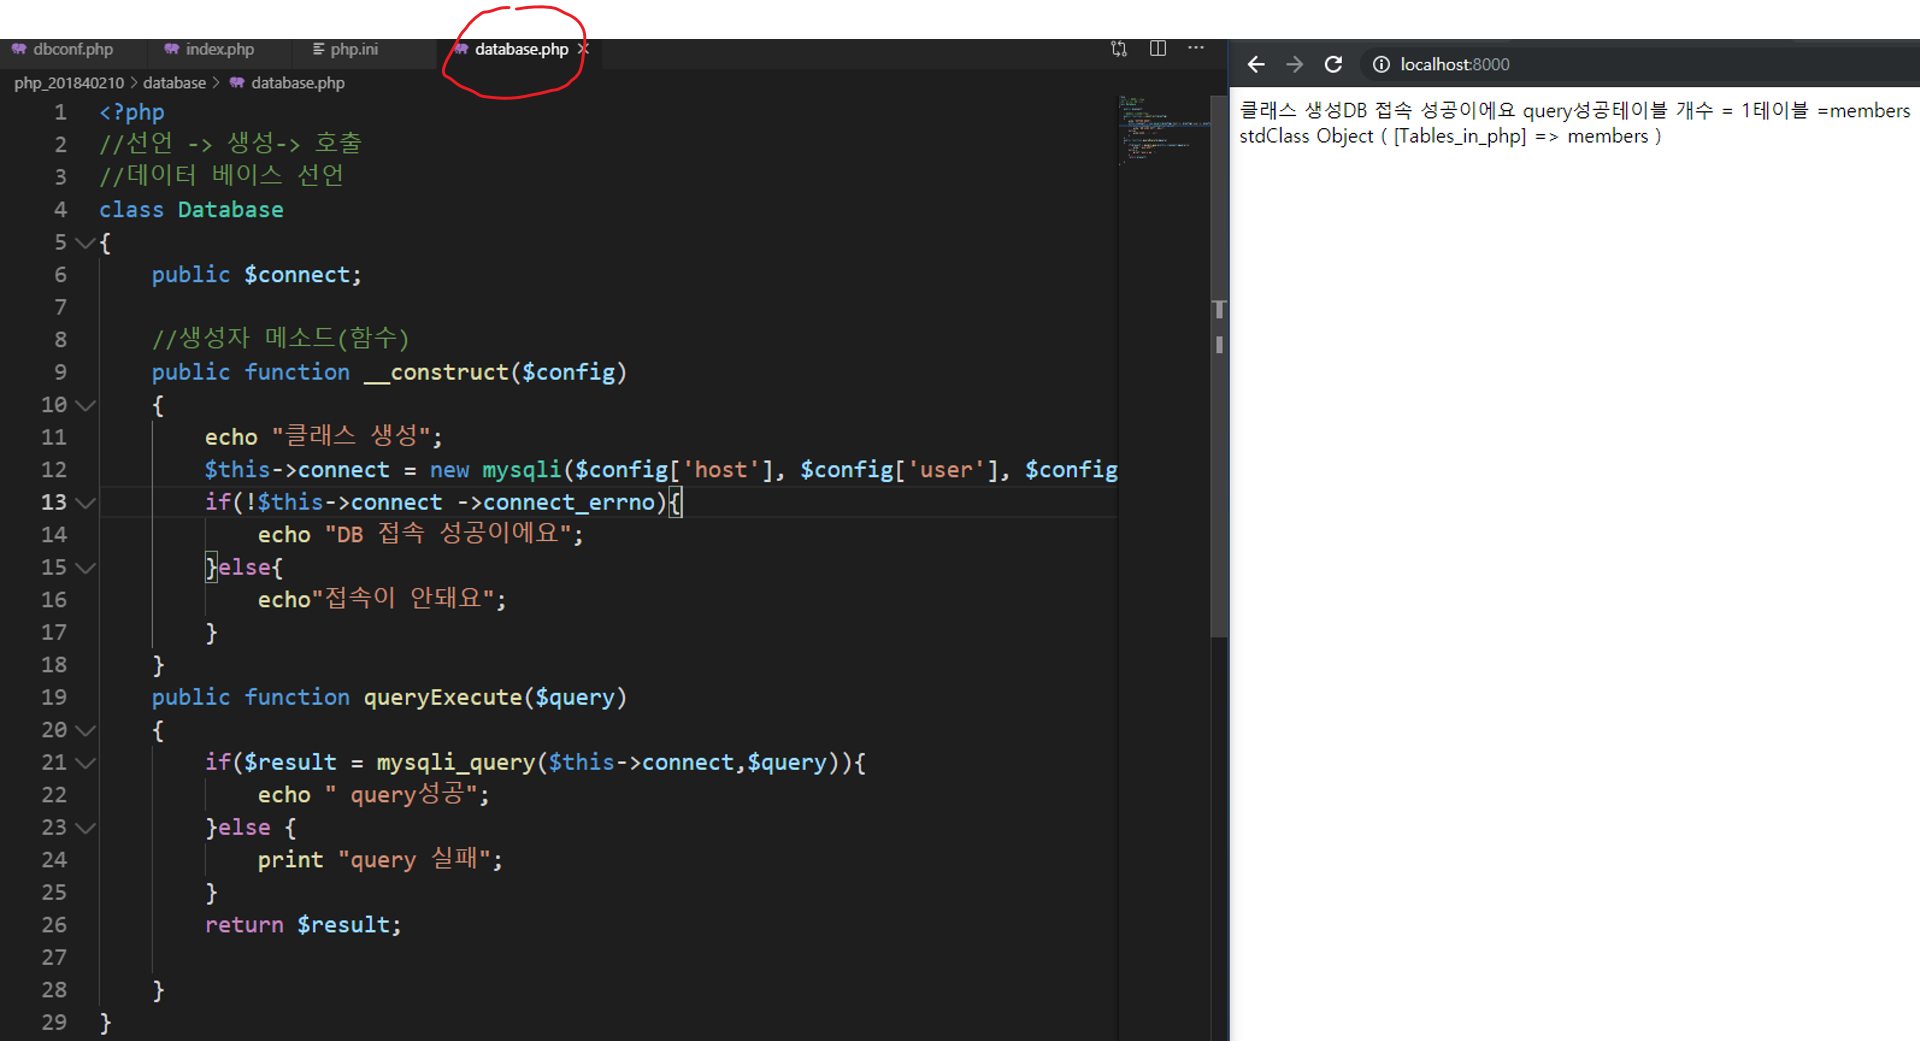 dbconf.php index.php php.ini database.php
php_201840210 > database > database.php
1 <?php
2 //선언 -> 생성-> 호출
3 //데이터 베이스 선언
4 class Database
5 {
6 public $connect;
7
8 //생성자 메소드(함수)
9 public function __construct($config)
10 {
11 echo "클래스 생성";
12 $this->connect = new mysqli($config['host'], $config['user'], $config
13 if(!$this->connect ->connect_errno){
14 echo "DB 접속 성공이에요";
15 }else{
16 echo"접속이 안돼요";
17 }
18 }
19 public function queryExecute($query)
20 {
21 if($result = mysqli_query($this->connect,$query)){
22 echo " query성공";
23 }else {
24 print "query 실패";
25 }
26 return $result;
27
28 }
29 }
localhost:8000
클래스 생성DB 접속 성공이에요 query성공테이블 개수 = 1테이블 =members
stdClass Object ( [Tables_in_php] => members )